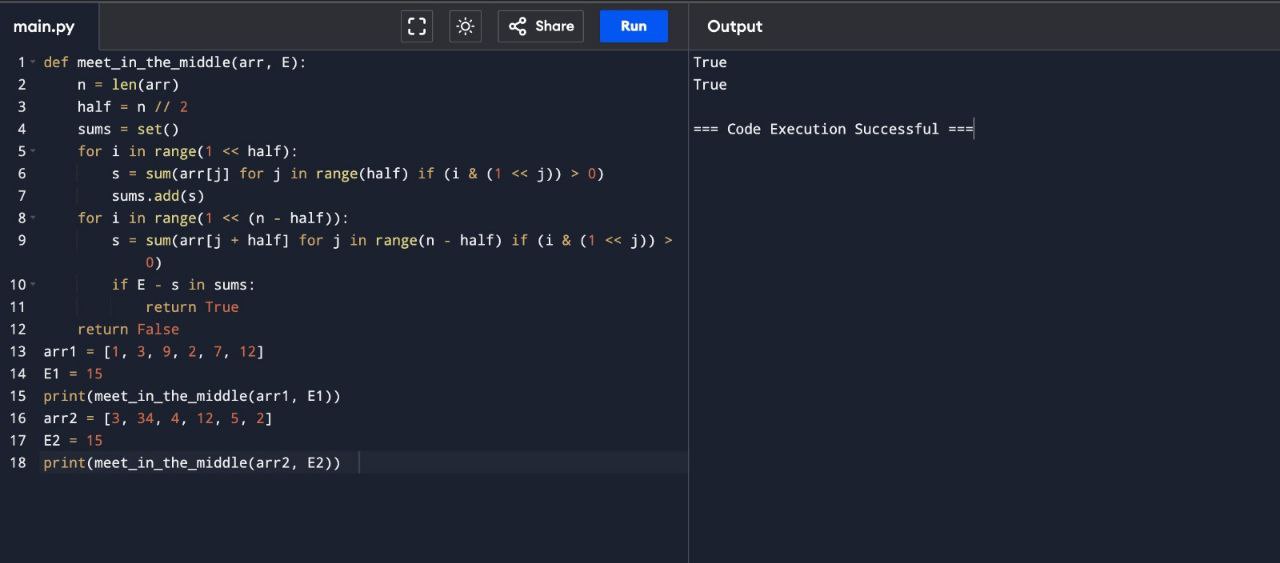 main.py
Share
Run
Output
1 def meet_in_the_middle(arr, E):
2     n = len(arr)
3     half = n // 2
4     sums = set()
5     for i in range(1 << half):
6         s = sum(arr[j] for j in range(half) if (i & (1 << j)) > 0)
7         sums.add(s)
8     for i in range(1 << (n - half)):
9         s = sum(arr[j + half] for j in range(n - half) if (i & (1 << j)) >
            0)
10         if E - s in sums:
11             return True
12     return False
13 arr1 = [1, 3, 9, 2, 7, 12]
14 E1 = 15
15 print(meet_in_the_middle(arr1, E1))
16 arr2 = [3, 34, 4, 12, 5, 2]
17 E2 = 15
18 print(meet_in_the_middle(arr2, E2))
True
True
=== Code Execution Successful ===